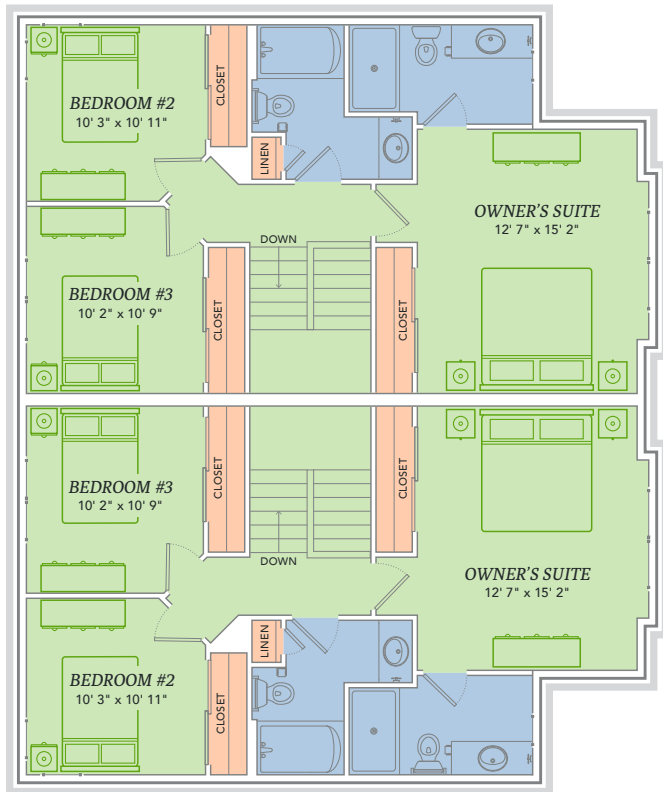 BEDROOM #2
10' 3" x 10' 11"
CLOSET
LINEN
OWNER'S SUITE
12' 7" x 15' 2"
DOWN
BEDROOM #3
10' 2" x 10' 9"
CLOSET
CLOSET
BEDROOM #3
10' 2" x 10' 9"
CLOSET
CLOSET
DOWN
OWNER'S SUITE
12' 7" x 15' 2"
LINEN
BEDROOM #2
10' 3" x 10' 11"
CLOSET